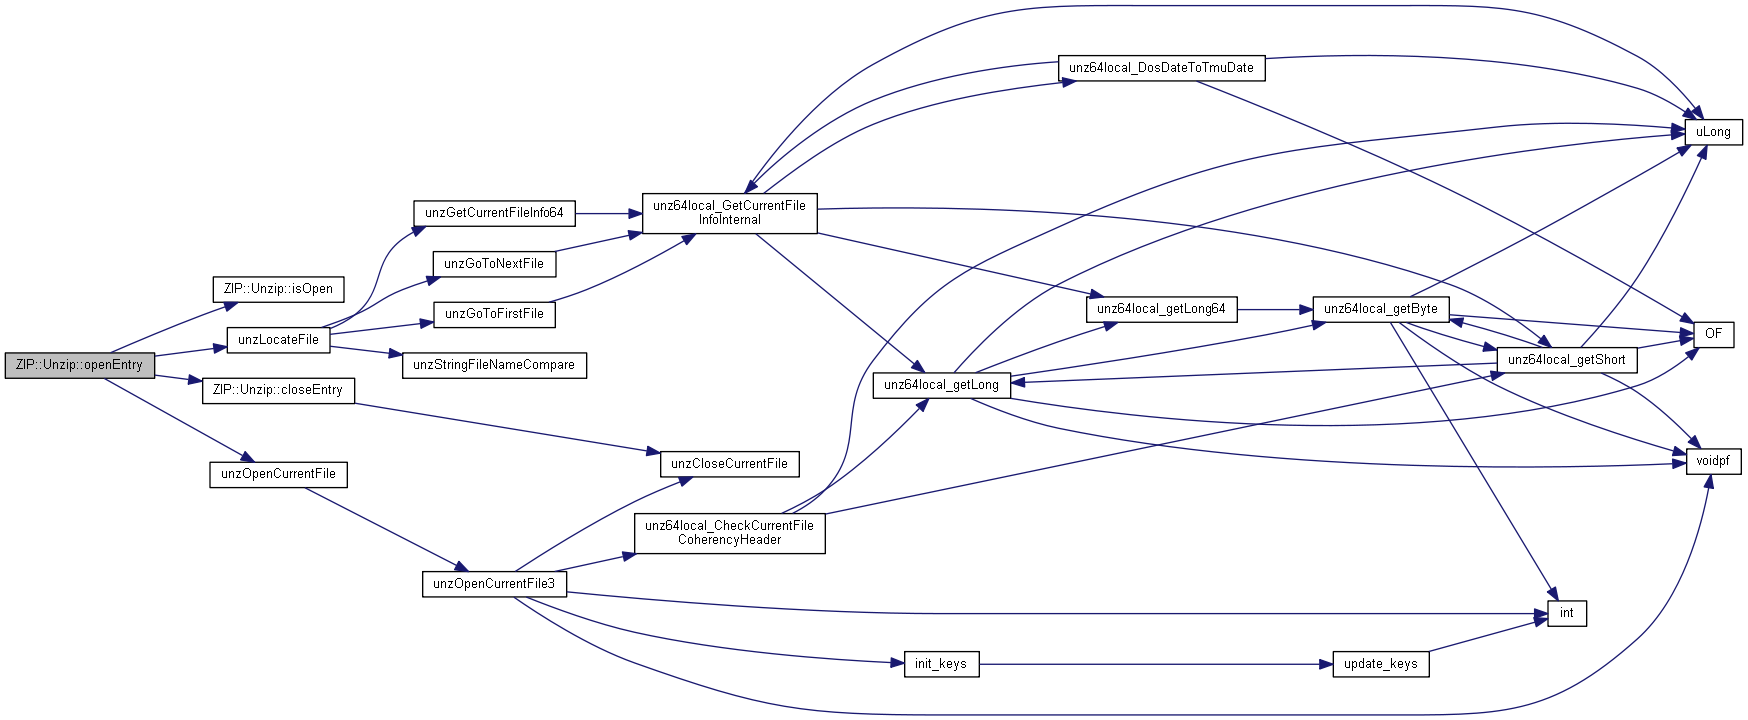 ZIP::Unzip::openEntry
ZIP::Unzip::isOpen
unzLocateFile
ZIP::Unzip::closeEntry
unzOpenCurrentFile
unzGetCurrentFileInfo64
unzGoToNextFile
unzGoToFirstFile
unzStringFileNameCompare
unzOpenCurrentFile3
unz64local_GetCurrentFile
InfoInternal
unzCloseCurrentFile
unz64local_CheckCurrentFile
CoherencyHeader
unz64local_getLong
init_keys
unz64local_DosDateToTmuDate
unz64local_getLong64
unz64local_getByte
update_keys
unz64local_getShort
int
uLong
OF
voidpf